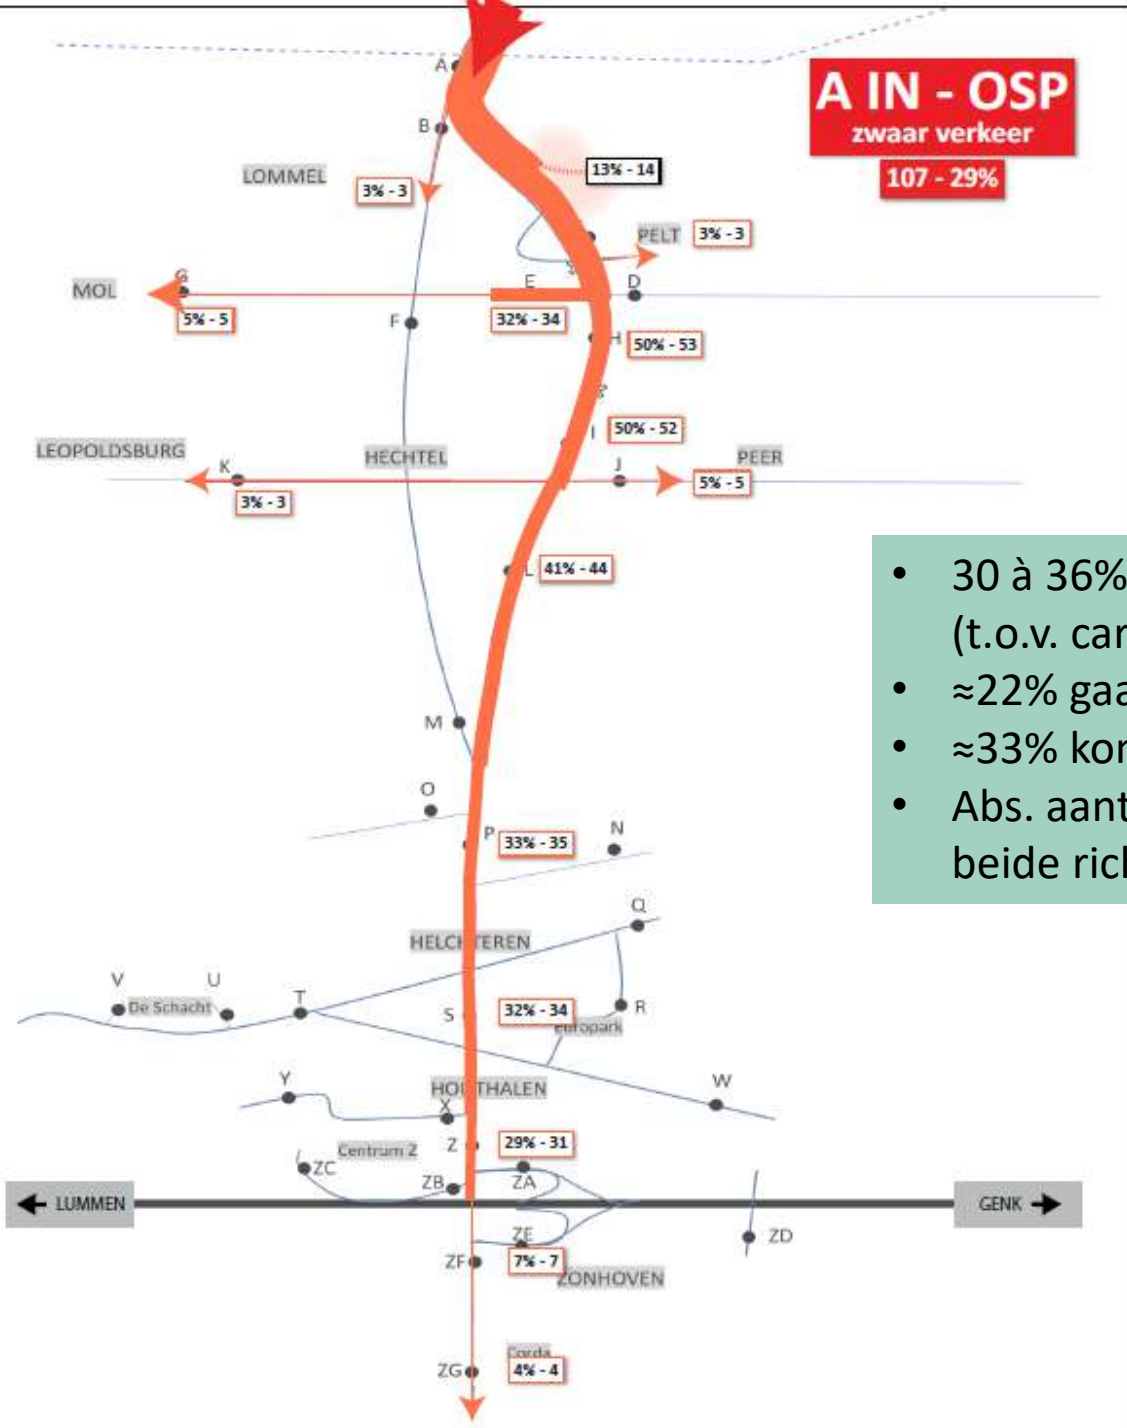 A IN - OSP
zwaar verkeer
107 - 29%
A
B
LOMMEL
3% - 3
13% - 14
PELT
3% - 3
MOL
G
5% - 5
E
32% - 34
D
F
H
50% - 53
I
50% - 52
LEOPOLDSBURG
K
3% - 3
HECHTEL
J
PEER
5% - 5
L
41% - 44
• 30 à 36%
(t.o.v. car
• ≈22% gaa
• ≈33% kor
• Abs. aant
beide rich
M
O
P
33% - 35
N
HELCHTEREN
Q
V
De Schacht
U
T
S
32% - 34
R
Europark
Y
HOUTHALEN
X
W
Z
29% - 31
Centrum Z
ZC
ZB
ZA
← LUMMEN
GENK →
ZE
ZD
ZF
7% - 7
ZONHOVEN
Corda
ZG
4% - 4